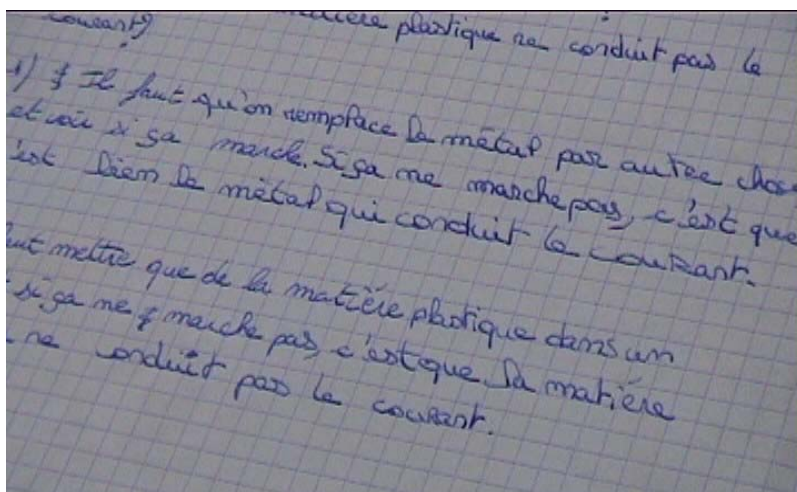 courant)
matière plastique ne conduit pas le
1) Il faut qu'on remplace le métal par autre chose
et voir si ça marche. Si ça ne marche pas, c'est que
'est bien le métal qui conduit le courant.
aut mettre que de la matière plastique dans un
si ça ne marche pas, c'est que la matière
ne conduit pas le courant.